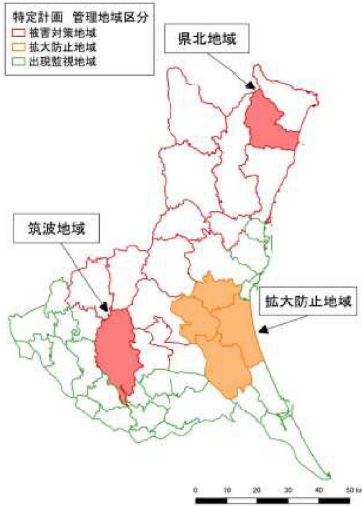 特定計画 管理地域区分
被害対策地域
拡大防止地域
出現監視地域
県北地域
筑波地域
拡大防止地域
0 10 20 30 40 50 km